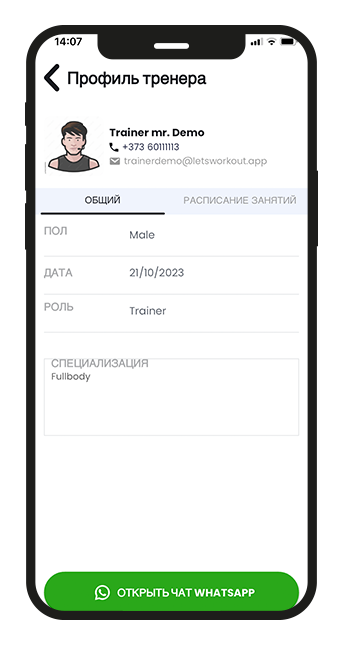 14:07
Профиль тренера
Trainer mr. Demo
+373 60111113
trainerdemo@letsworkout.app
ОБЩИЙ РАСПИСАНИЕ ЗАНЯТИЙ
ПОЛ Male
ДАТА 21/10/2023
РОЛЬ Trainer
СПЕЦИАЛИЗАЦИЯ
Fullbody
ОТКРЫТЬ ЧАТ WHATSAPP